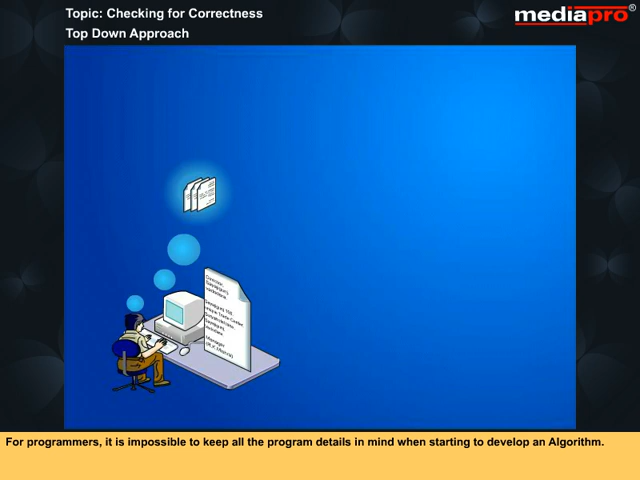 Topic: Checking for Correctness
mediapro®
Top Down Approach
For programmers, it is impossible to keep all the program details in mind when starting to develop an Algorithm.